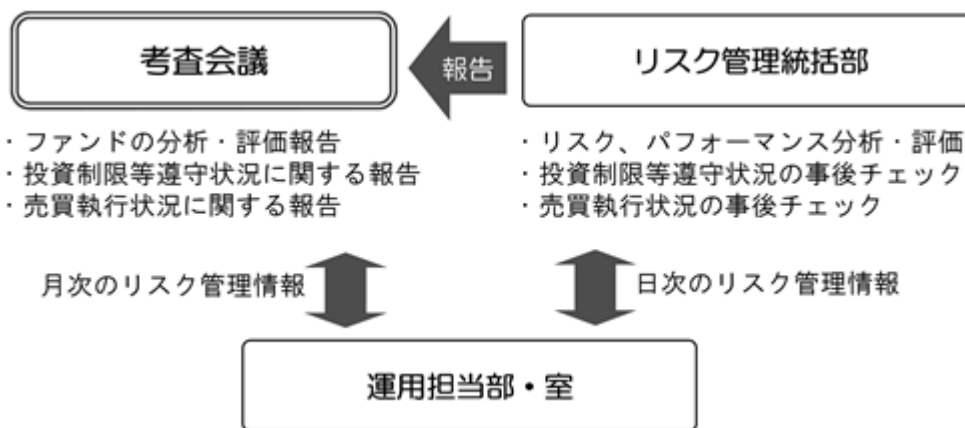 考査会議
報告
リスク管理統括部
・ファンドの分析・評価報告
・投資制限等遵守状況に関する報告
・売買執行状況に関する報告
・リスク、パフォーマンス分析・評価
・投資制限等遵守状況の事後チェック
・売買執行状況の事後チェック
月次のリスク管理情報
日次のリスク管理情報
運用担当部・室